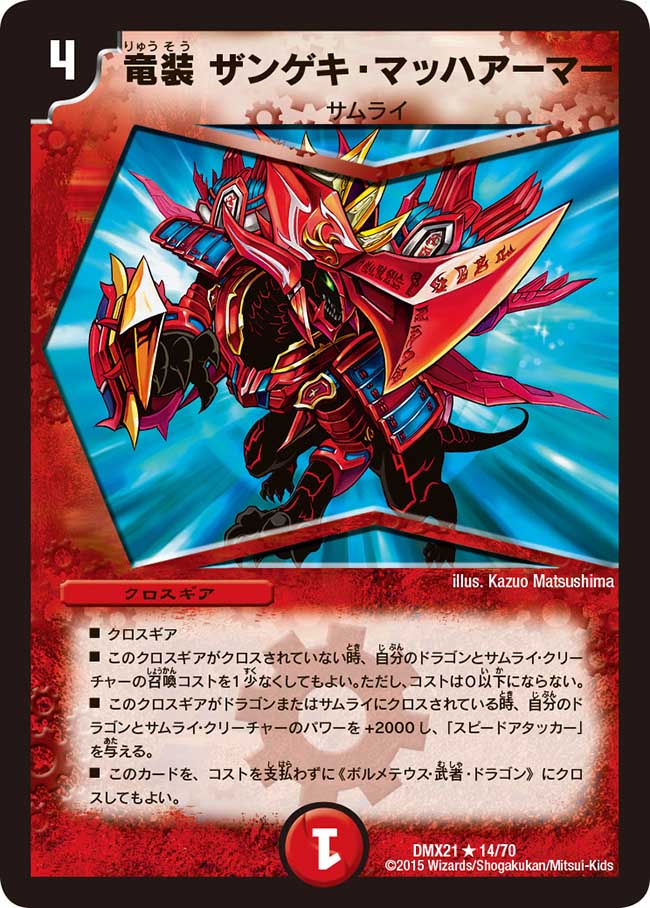 4
りゅうそう
竜装 ザンゲキ・マッハアーマー
サムライ
illus. Kazuo Matsushima
クロスギア
■ クロスギア
■ このクロスギアがクロスされていない時、自分のドラゴンとサムライ・クリー
チャーの召喚コストを1少なくしてもよい。ただし、コストは0以下にならない。
■ このクロスギアがドラゴンまたはサムライにクロスされている時、自分のド
ラゴンとサムライ・クリーチャーのパワーを+2000し、「スピードアタッカー」
を与える。
■ このカードを、コストを支払わずに《ボルメテウス・武者・ドラゴン》にクロ
スしてもよい。
1
DMX21★14/70
©2015 Wizards/Shogakukan/Mitsui-Kids